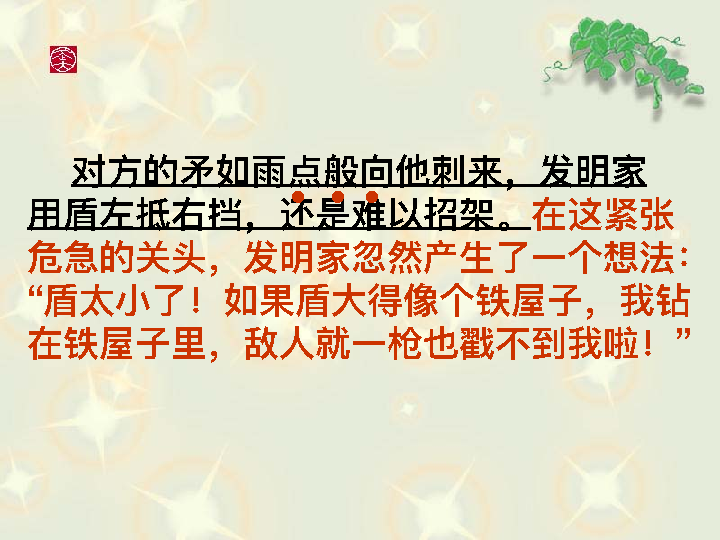 对方的矛如雨点般向他刺来，发明家
用盾左抵右挡，还是难以招架。在这紧张
危急的关头，发明家忽然产生了一个想法：
“盾太小了！如果盾大得像个铁屋子，我钻
在铁屋子里，敌人就一枪也戳不到我啦！”